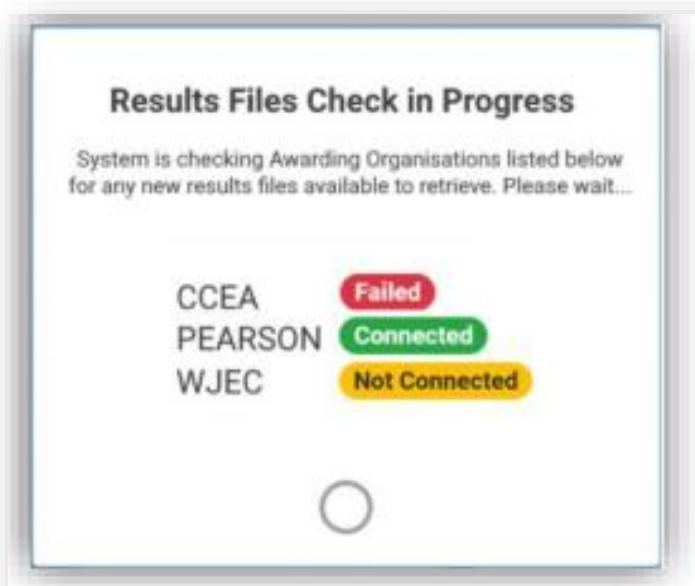 Results Files Check in Progress
System is checking Awarding Organisations listed below
for any new results files available to retrieve. Please wait...
CCEA Failed
PEARSON Connected
WJEC Not Connected